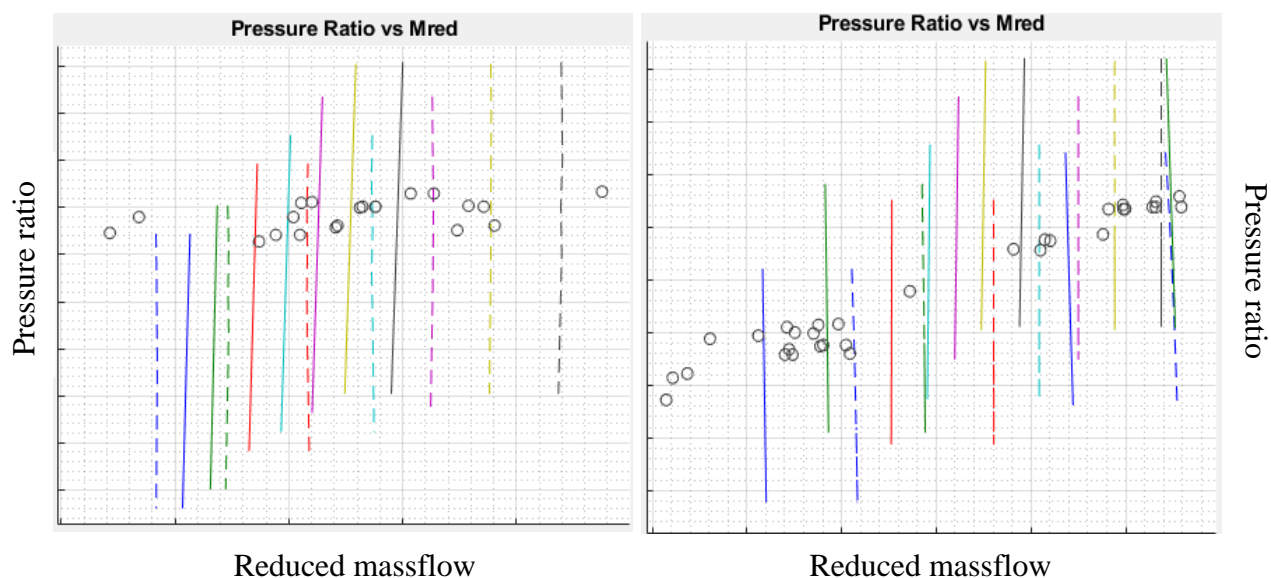 Pressure Ratio vs Mred
Pressure ratio
Reduced massflow
Pressure Ratio vs Mred
Pressure ratio
Reduced massflow